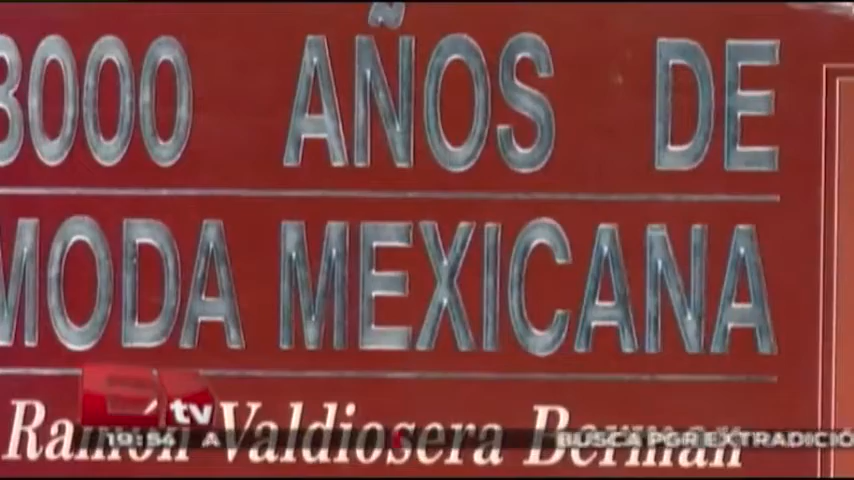 3000 AÑOS DE
MODA MEXICANA
Ramón Valdiosera Berman
tv
19:54 A BUSCA PGR EXTRADICIÓ